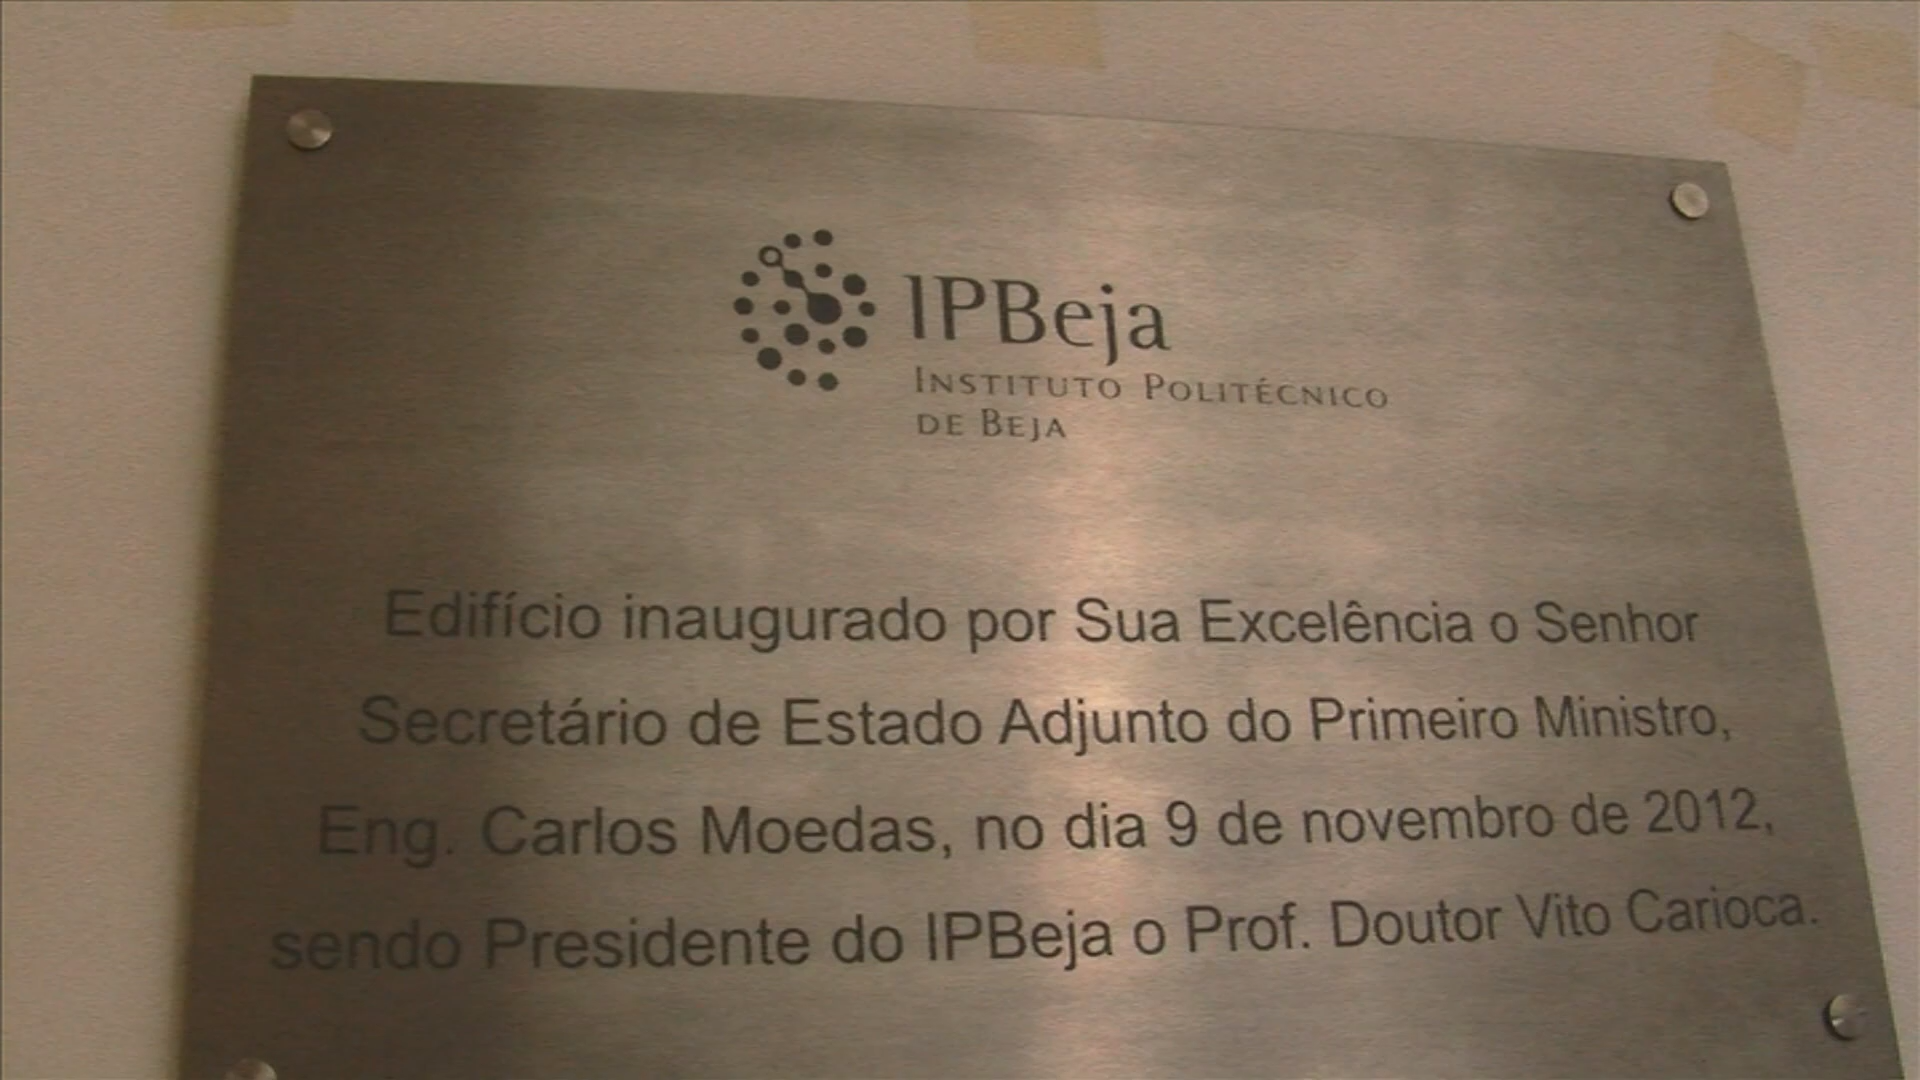 IPBeja
INSTITUTO POLITÉCNICO
DE BEJA
Edifício inaugurado por Sua Excelência o Senhor
Secretário de Estado Adjunto do Primeiro Ministro,
Eng. Carlos Moedas, no dia 9 de novembro de 2012,
sendo Presidente do IPBeja o Prof. Doutor Vito Carioca.